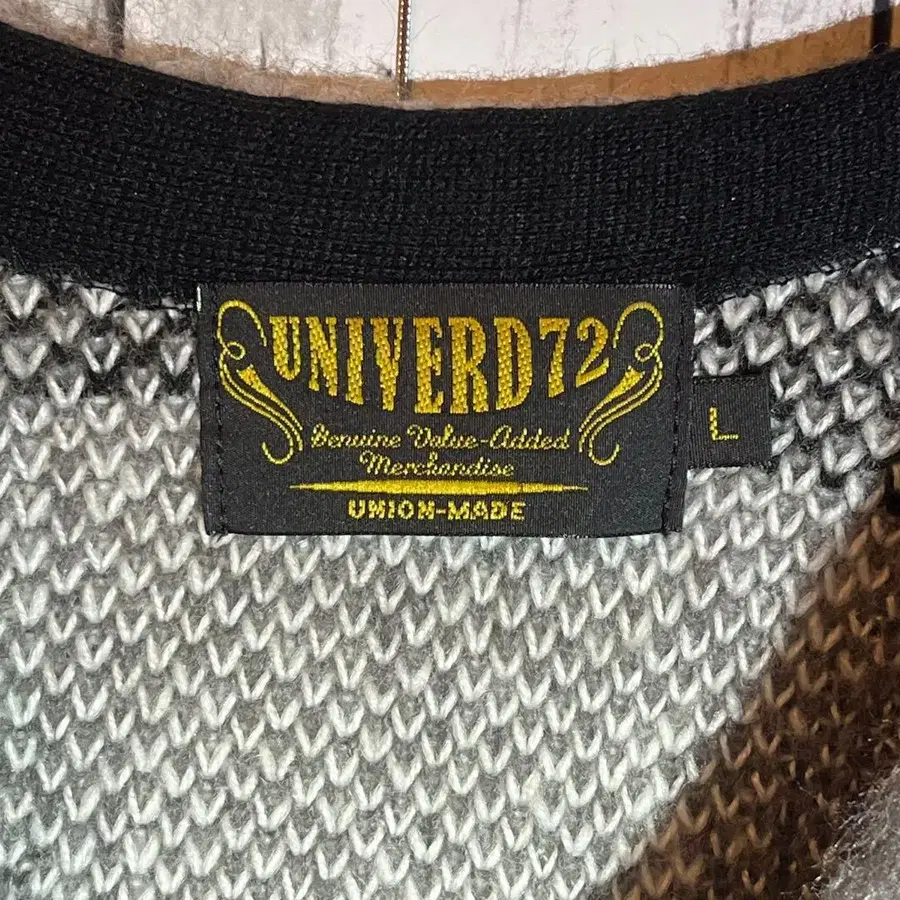 UNIVERD72
Genuine Value-Added
Merchandise
UNION-MADE
L